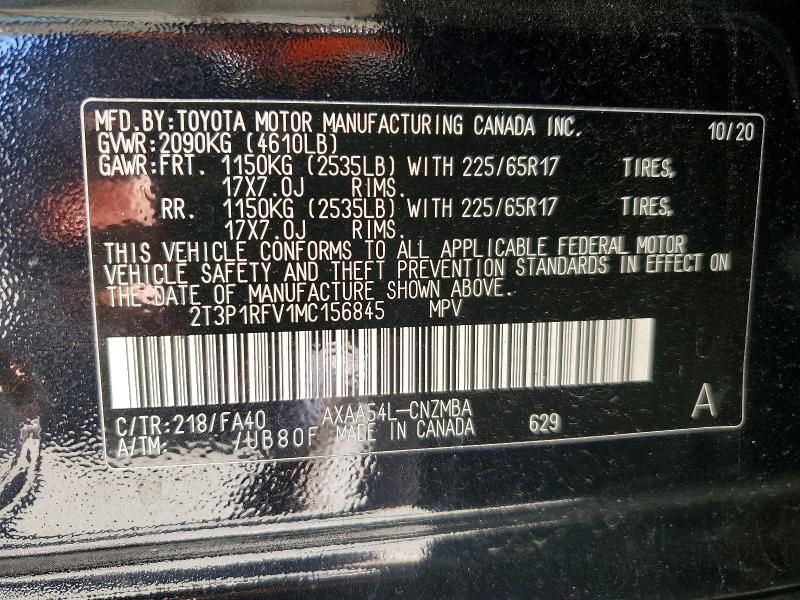 MFD.BY:TOYOTA MOTOR MANUFACTURING CANADA INC. 10/20
GVWR:2090KG (4610LB)
GAWR:FRT. 1150KG (2535LB) WITH 225/65R17 TIRES,
17X7.0J RIMS.
RR. 1150KG (2535LB) WITH 225/65R17 TIRES,
17X7.0J RIMS.
THIS VEHICLE CONFORMS TO ALL APPLICABLE FEDERAL MOTOR
VEHICLE SAFETY AND THEFT PREVENTION STANDARDS IN EFFECT ON
THE DATE OF MANUFACTURE SHOWN ABOVE.
2T3P1RFV1MC156845 MPV
C/TR:218/FA40 AXAA54L-CNZMBA A
A/TM: /UB80F MADE IN CANADA 629